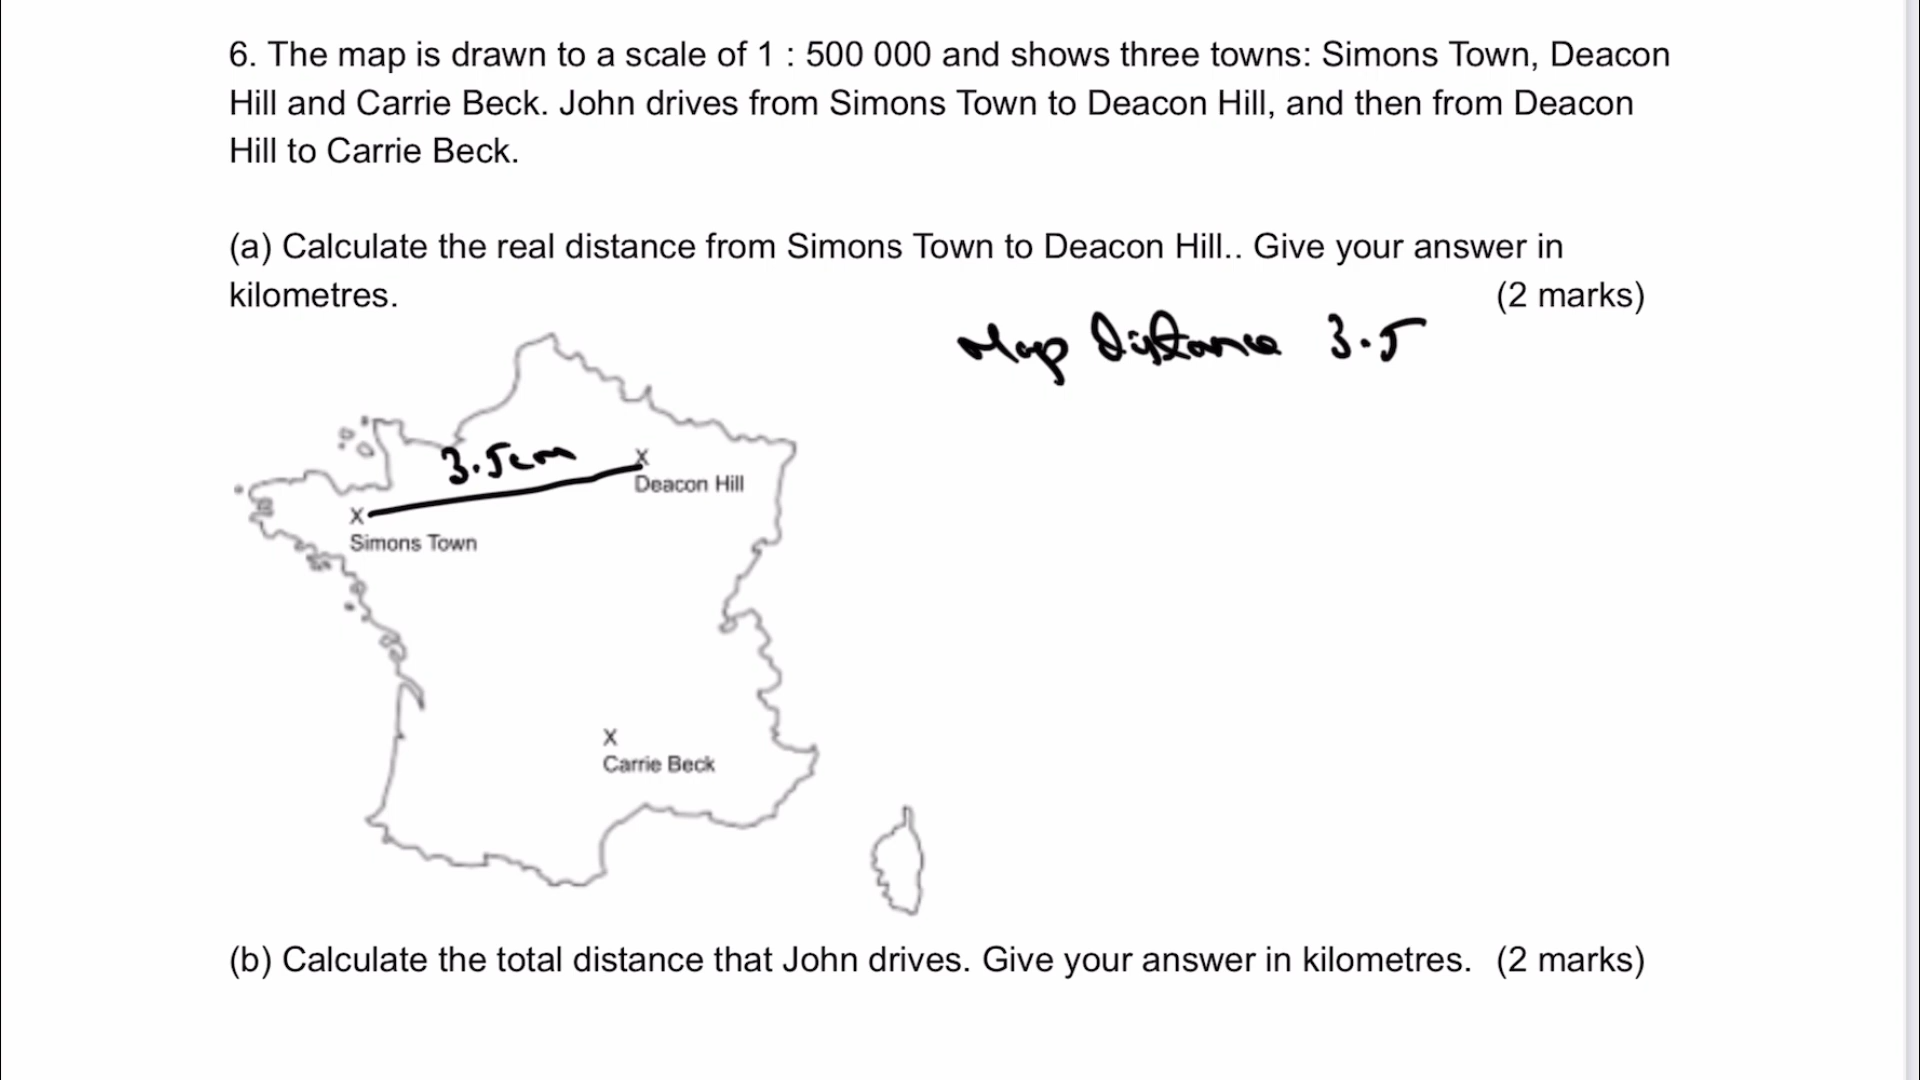 6. The map is drawn to a scale of 1 : 500 000 and shows three towns: Simons Town, Deacon
Hill and Carrie Beck. John drives from Simons Town to Deacon Hill, and then from Deacon
Hill to Carrie Beck.
(a) Calculate the real distance from Simons Town to Deacon Hill.. Give your answer in
kilometres. (2 marks)
Map Distance 3.5
3.5cm
X
Deacon Hill
X
Simons Town
X
Carrie Beck
(b) Calculate the total distance that John drives. Give your answer in kilometres. (2 marks)